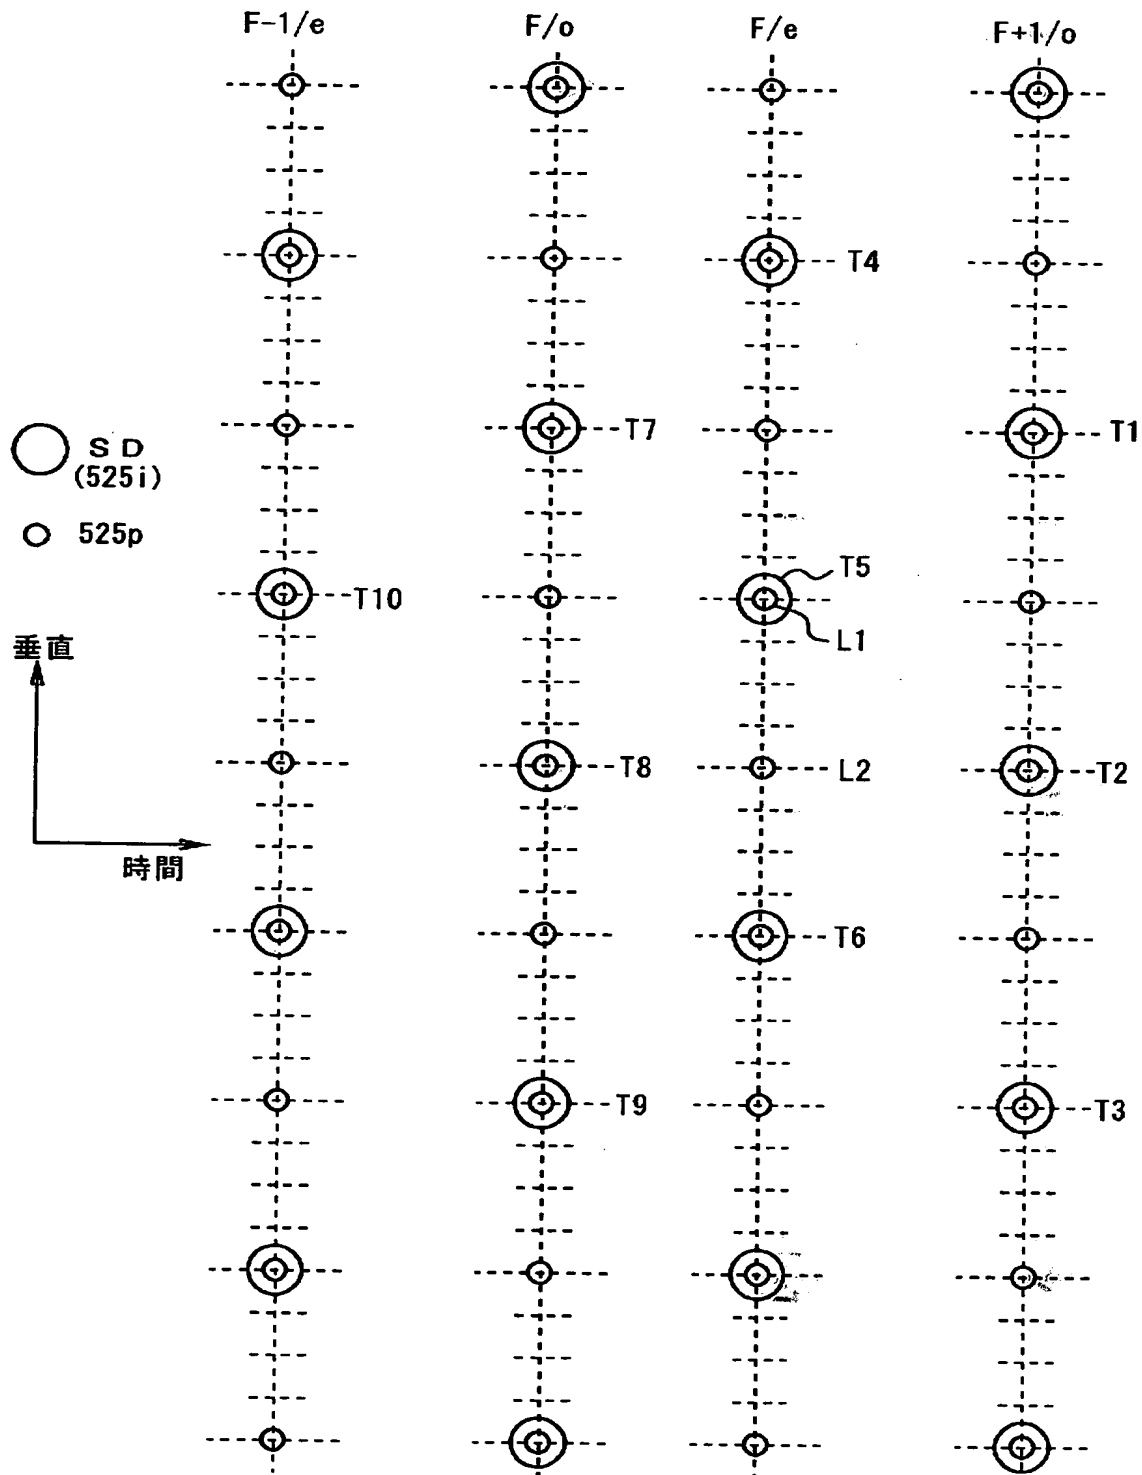 F-1/e
F/o
F/e
F+1/o
T4
T7
T1
SD
(525i)
525p
T5
T10
L1
垂直
T8
L2
T2
時間
T6
T9
T3